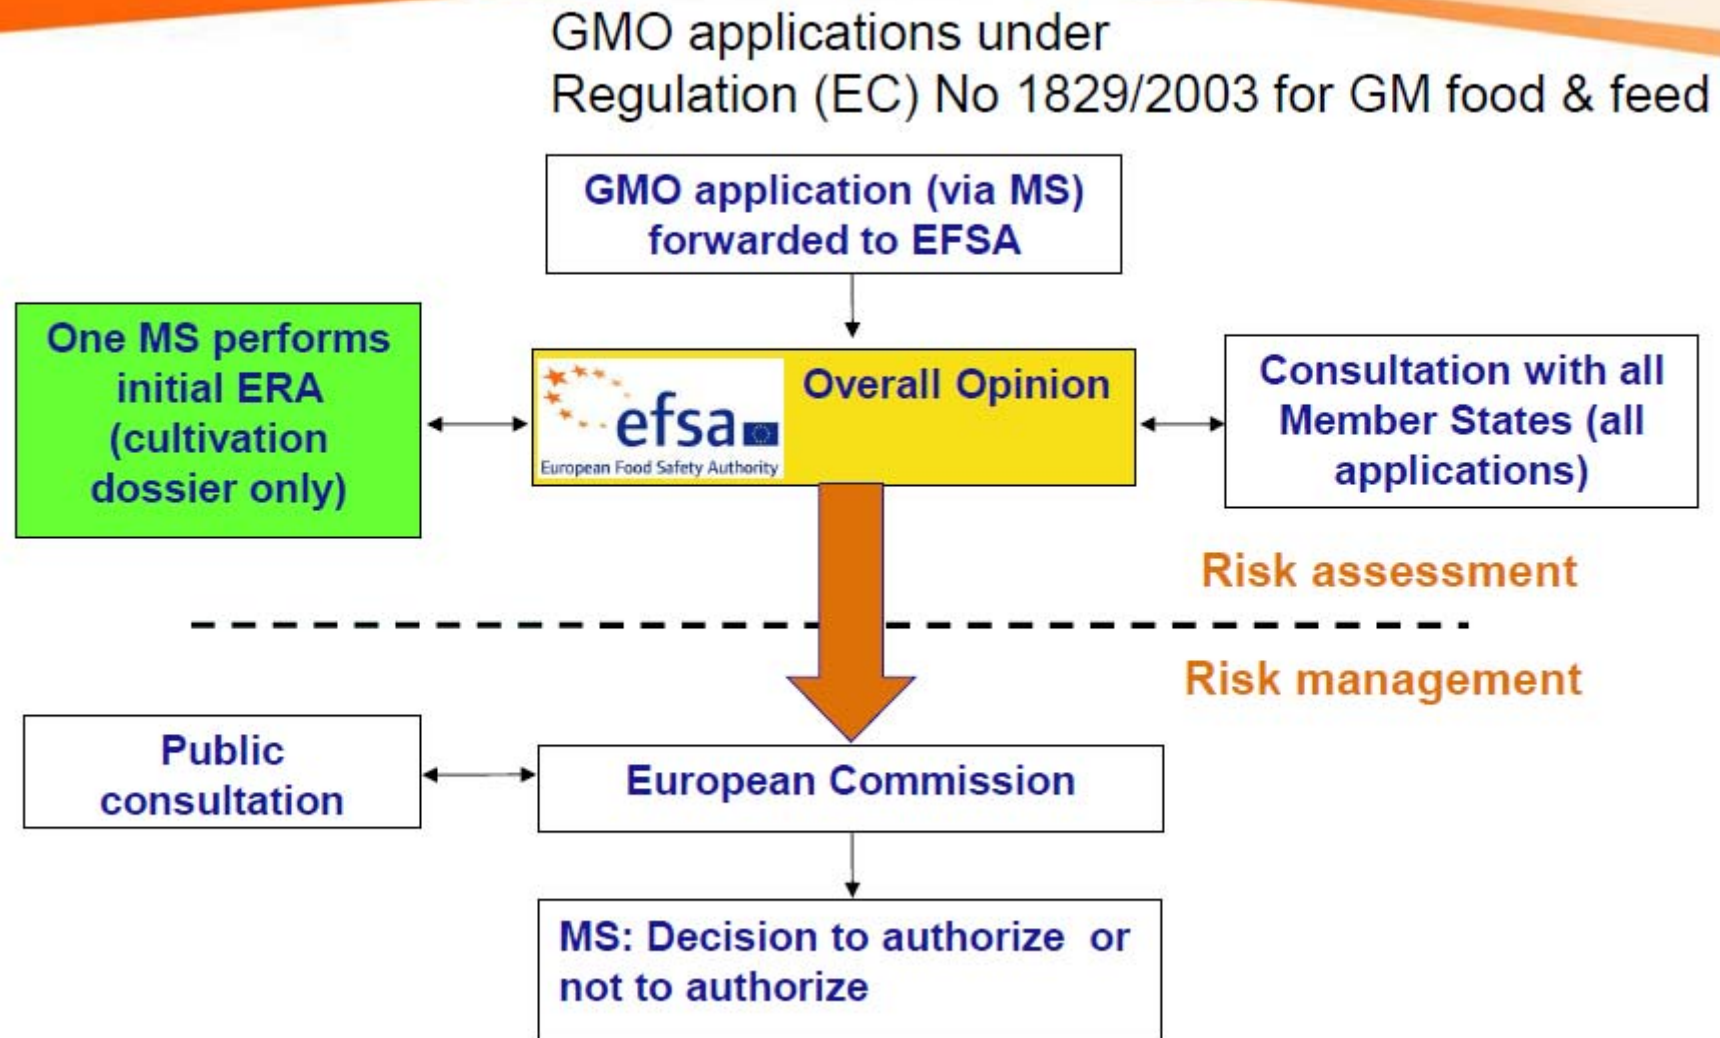 GMO applications under
Regulation (EC) No 1829/2003 for GM food & feed
GMO application (via MS)
forwarded to EFSA
One MS performs
initial ERA
(cultivation
dossier only)
efsa
European Food Safety Authority
Overall Opinion
Consultation with all
Member States (all
applications)
Risk assessment
Risk management
Public
consultation
European Commission
MS: Decision to authorize or
not to authorize